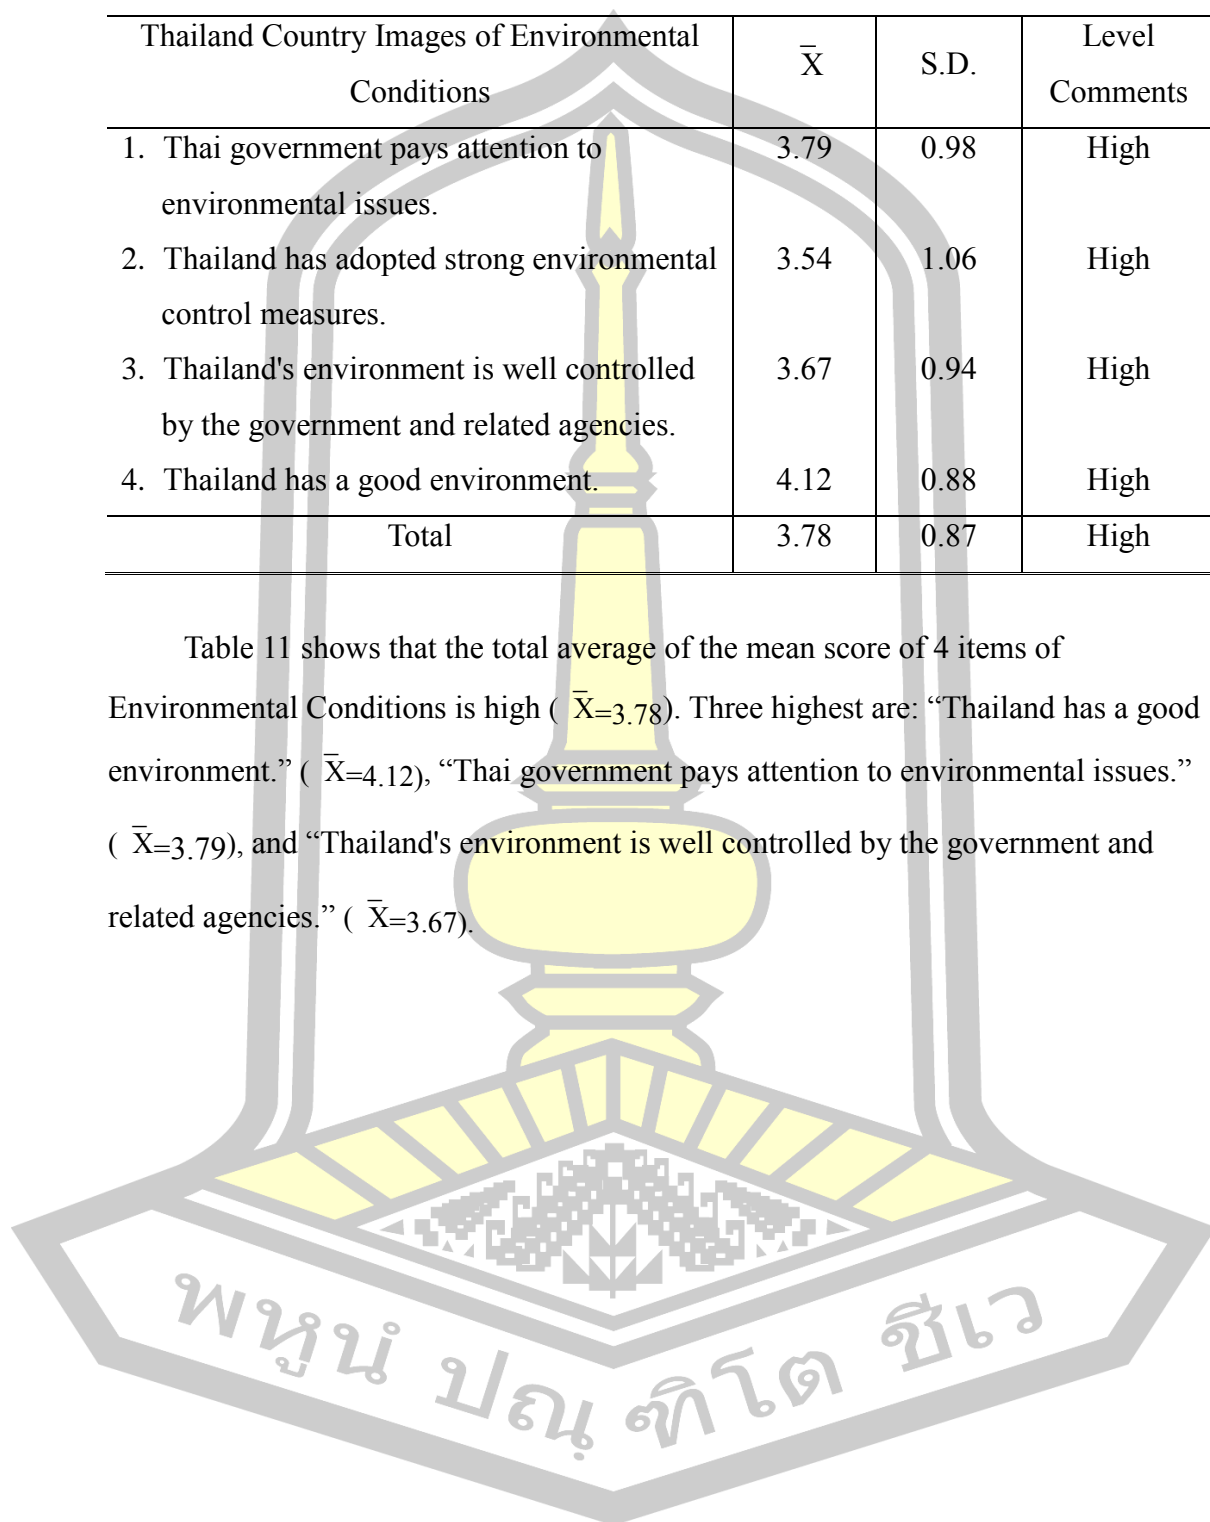 Thailand Country Images of Environmental Conditions X̄ S.D. Level Comments
1. Thai government pays attention to 3.79 0.98 High
environmental issues.
2. Thailand has adopted strong environmental 3.54 1.06 High
control measures.
3. Thailand's environment is well controlled 3.67 0.94 High
by the government and related agencies.
4. Thailand has a good environment. 4.12 0.88 High
Total 3.78 0.87 High
Table 11 shows that the total average of the mean score of 4 items of
Environmental Conditions is high ( X̄=3.78). Three highest are: “Thailand has a good
environment.” ( X̄=4.12), “Thai government pays attention to environmental issues.”
( X̄=3.79), and “Thailand's environment is well controlled by the government and
related agencies.” ( X̄=3.67).
พหูนํ ปณฺฑิโต ชีเว